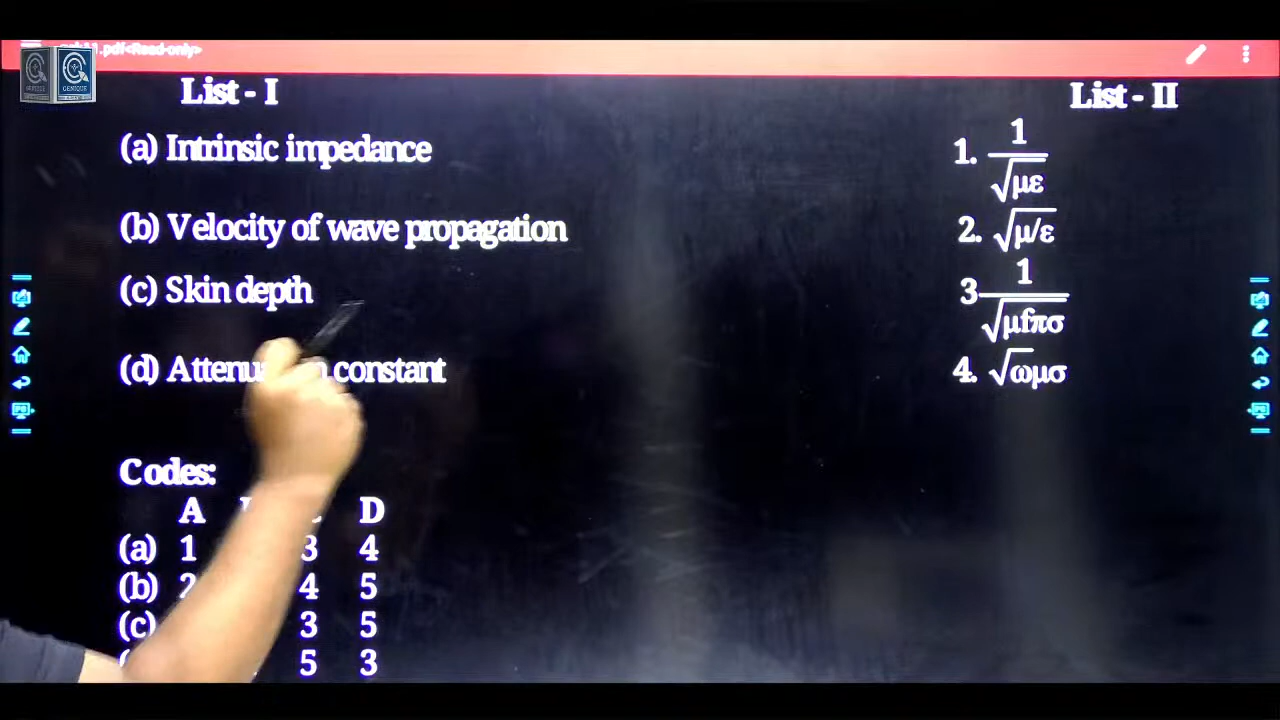 .pdf<Read-only>
GENIQUE
List - I List - II
(a) Intrinsic impedance 1. 1/√με
(b) Velocity of wave propagation 2. √μ/ε
(c) Skin depth 3 1/√μfπσ
(d) constant 4. √ωμσ
Codes:
A D
(a) 1 3 4
(b) 2 4 5
(c) 3 5
5 3